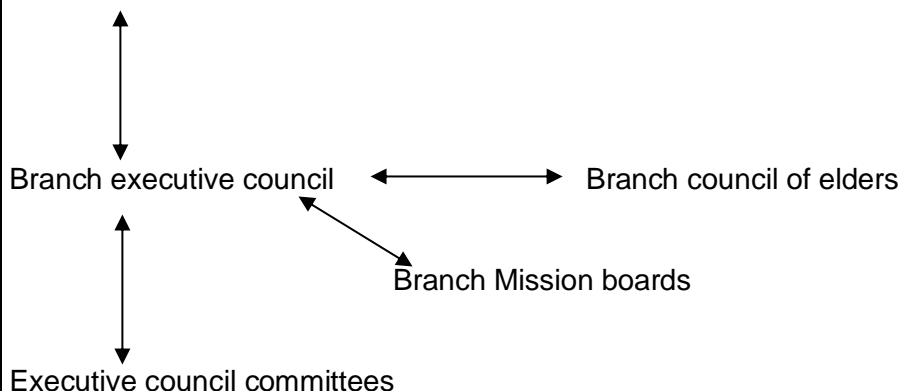 Branch executive council
Branch council of elders
Branch Mission boards
Executive council committees